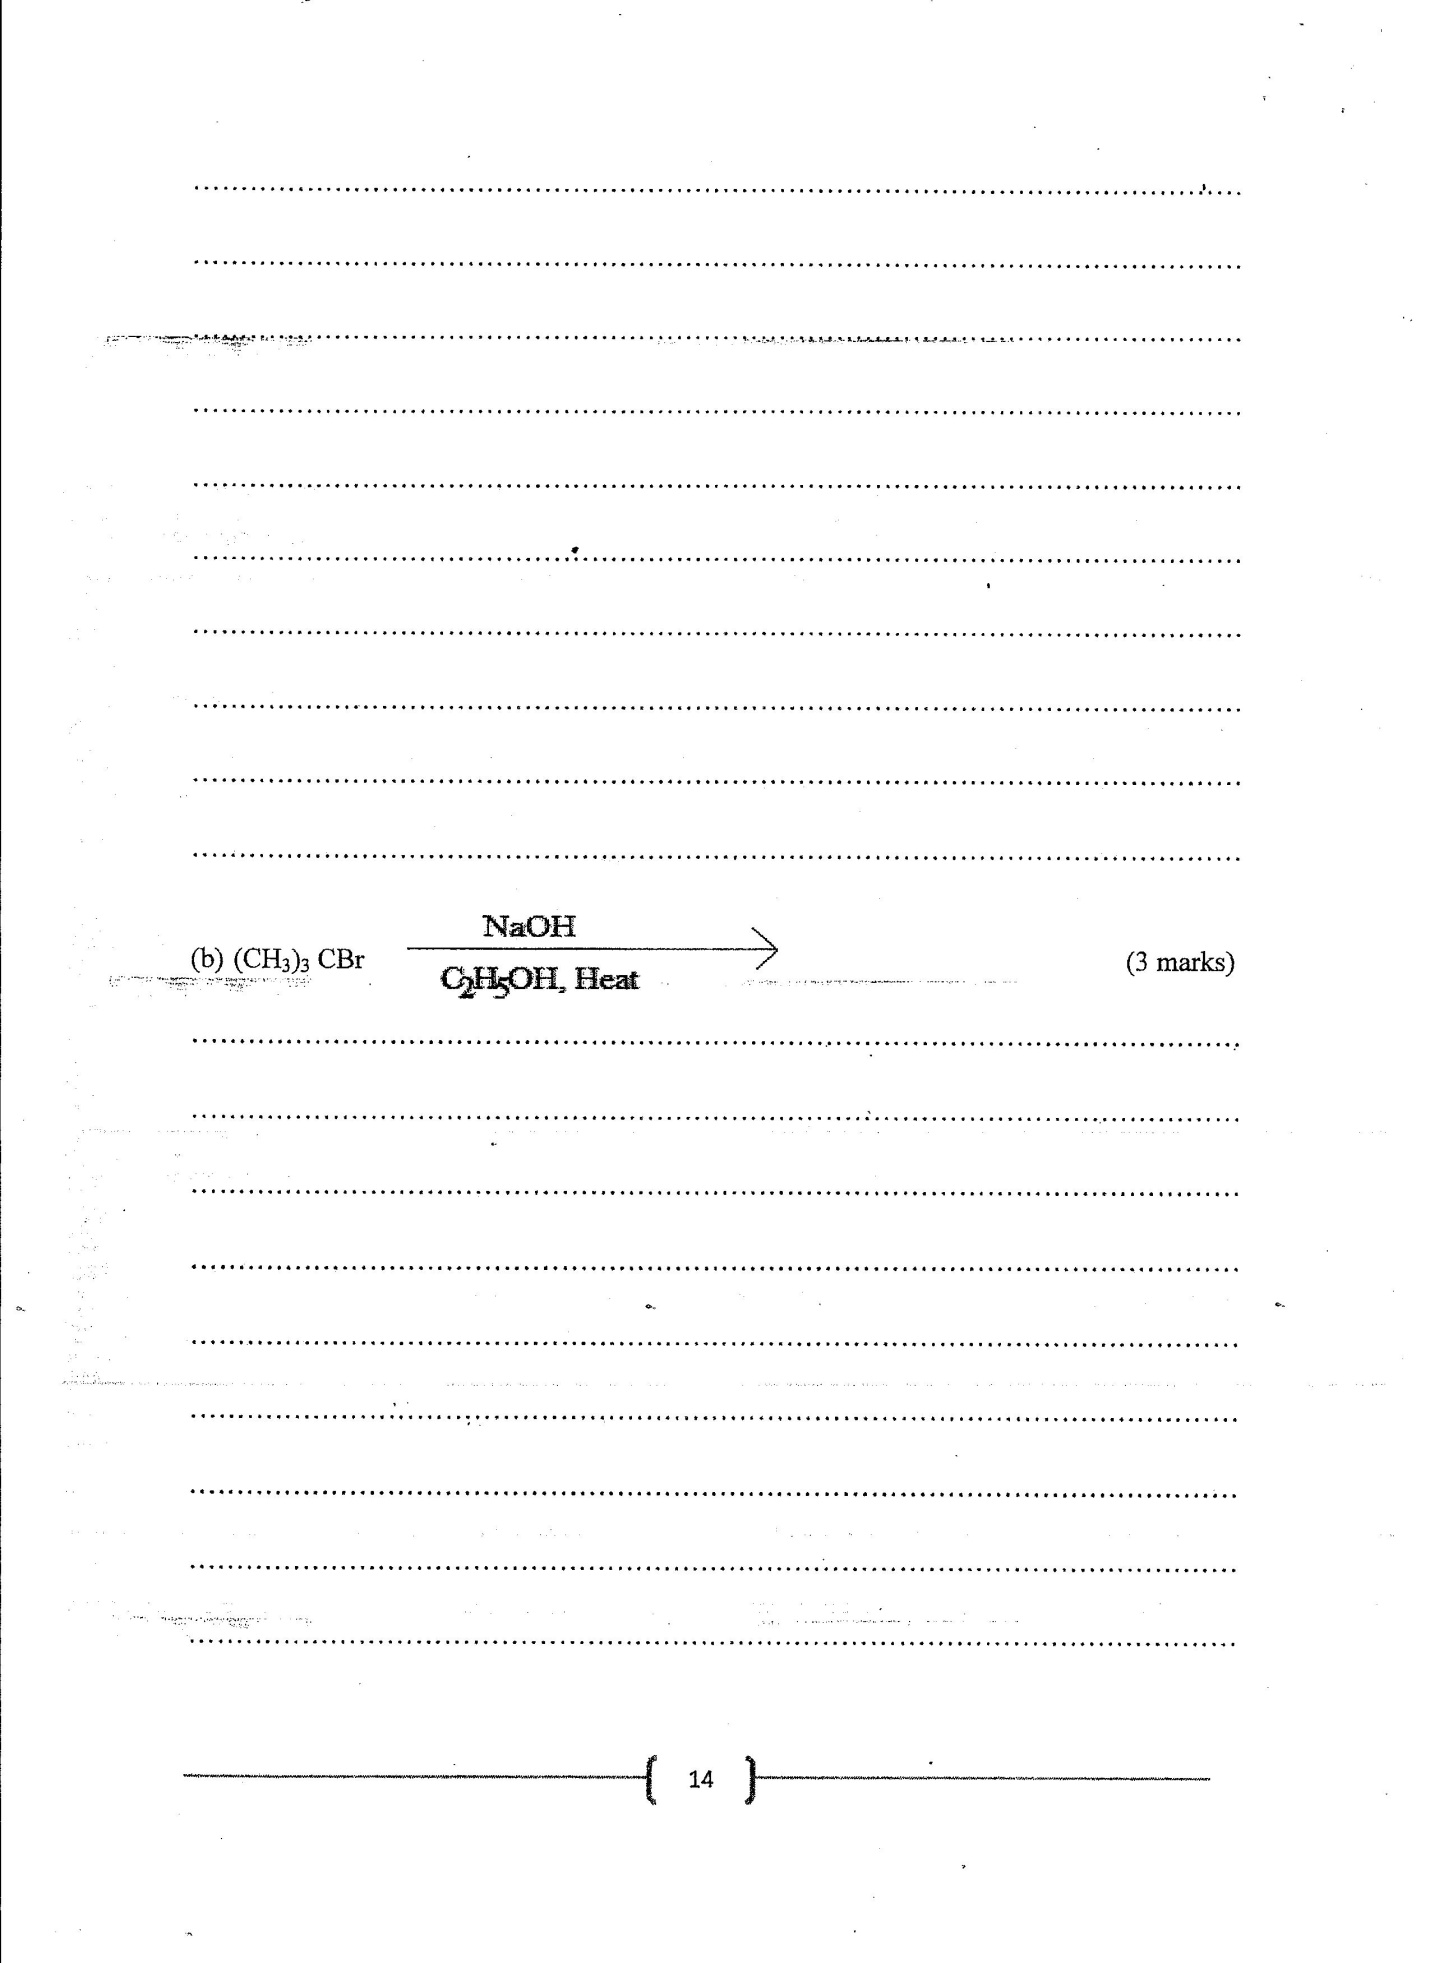 NaOH
(b) (CH₃)₃ CBr (3 marks)
C₂H₅OH, Heat
14